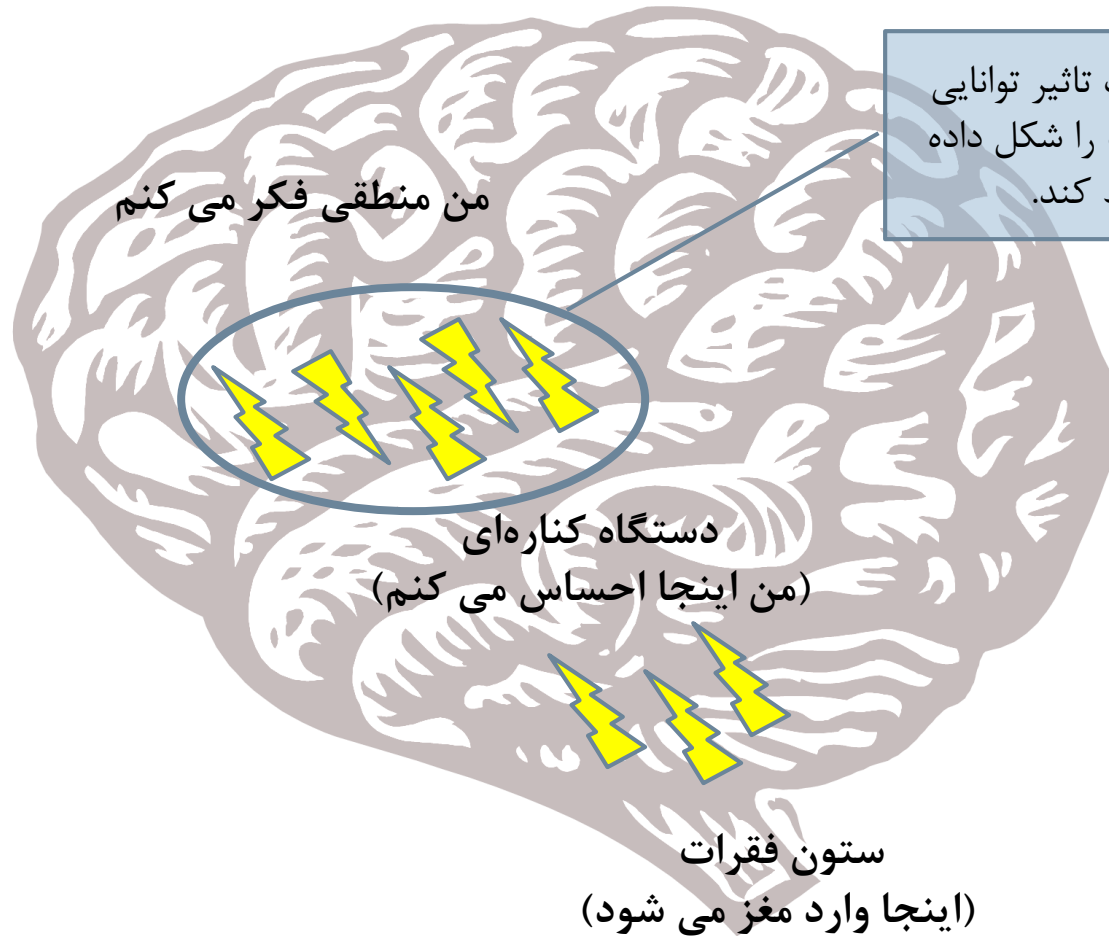 تاثیر توانایی
را شکل داده
کند.
من منطقی فکر می کنم
دستگاه کناره‌ای
(من اینجا احساس می کنم)
ستون فقرات
(اینجا وارد مغز می شود)